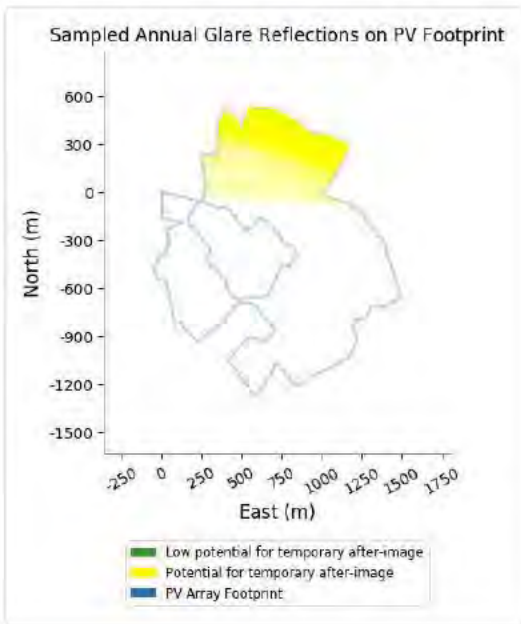 Sampled Annual Glare Reflections on PV Footprint
600
300
0
-300
-600
-900
-1200
-1500
North (m)
-250
0
250
500
750
1000
1250
1500
1750
East (m)
Low potential for temporary after-image
Potential for temporary after-image
PV Array Footprint